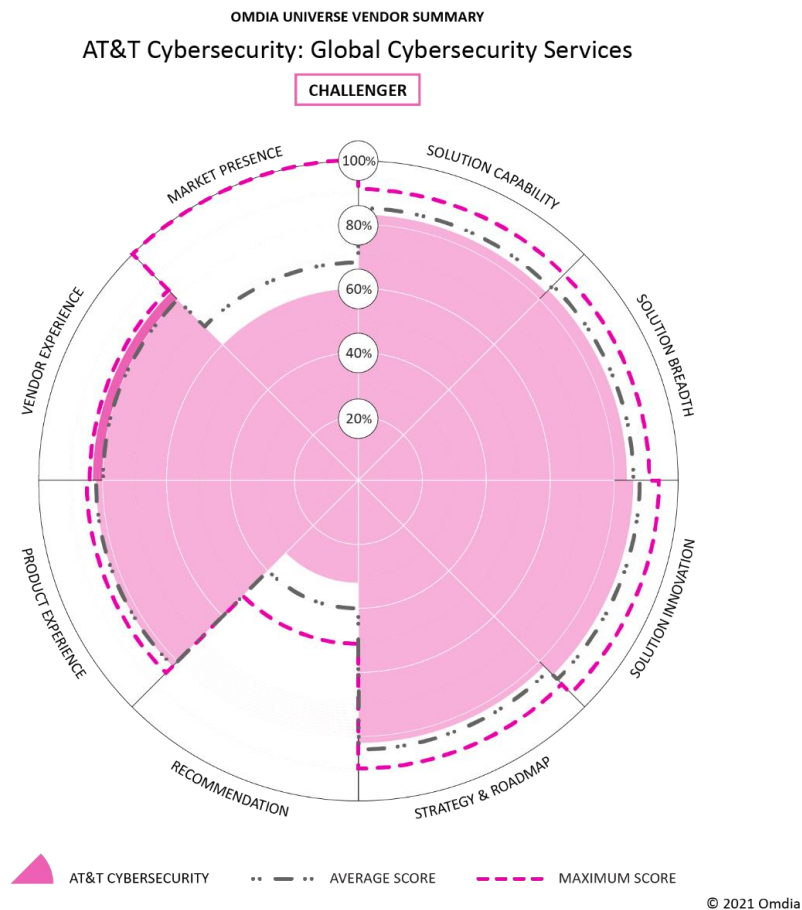 OMDIA UNIVERSE VENDOR SUMMARY
AT&T Cybersecurity: Global Cybersecurity Services
CHALLENGER
MARKET PRESENCE
100%
SOLUTION CAPABILITY
80%
60%
VENDOR EXPERIENCE
SOLUTION BREADTH
40%
20%
PRODUCT EXPERIENCE
SOLUTION INNOVATION
RECOMMENDATION
STRATEGY & ROADMAP
AT&T CYBERSECURITY
AVERAGE SCORE
MAXIMUM SCORE
© 2021 Omdia